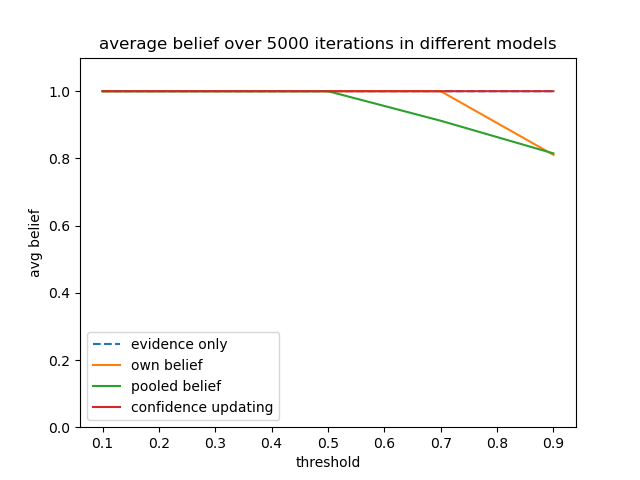 average belief over 5000 iterations in different models
avg belief
1.0
0.8
0.6
0.4
0.2
0.0
evidence only
own belief
pooled belief
confidence updating
0.1 0.2 0.3 0.4 0.5 0.6 0.7 0.8 0.9
threshold